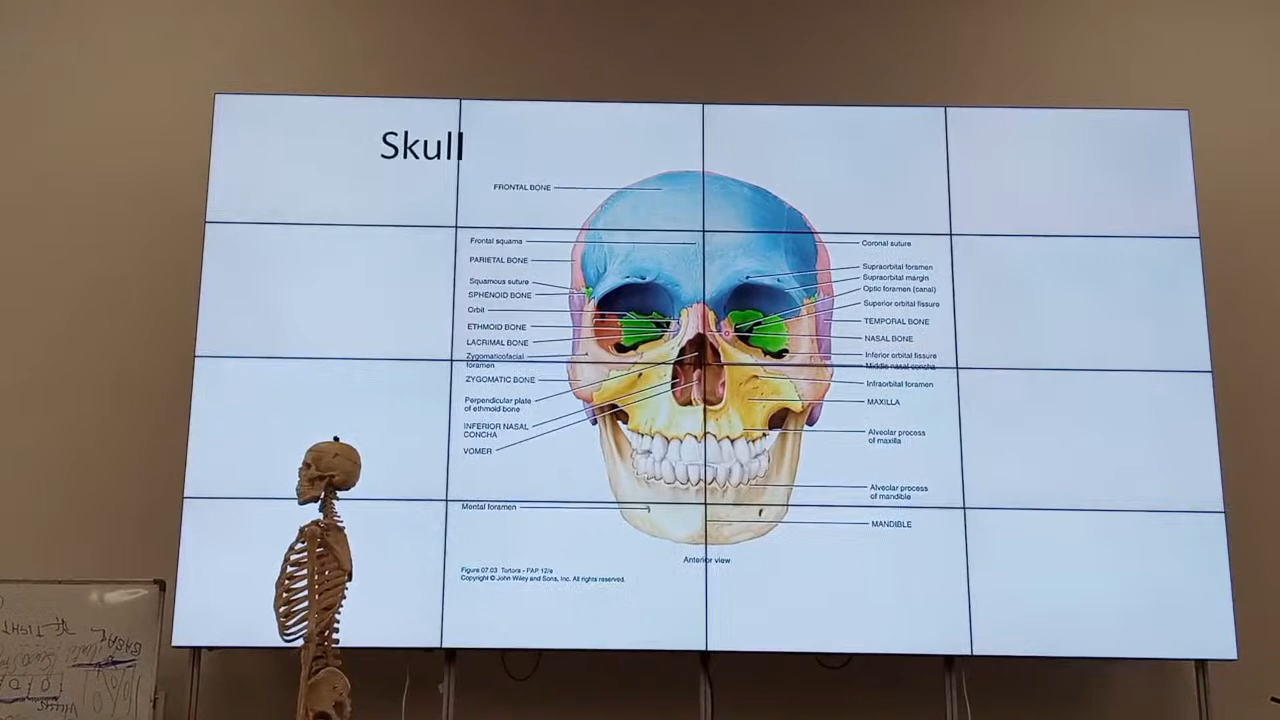 Skull
FRONTAL BONE
Frontal squama
PARIETAL BONE
Squamous suture
SPHENOID BONE
Orbit
ETHMOID BONE
LACRIMAL BONE
Zygomaticofacial
foramen
ZYGOMATIC BONE
Perpendicular plate
of ethmoid bone
INFERIOR NASAL
CONCHA
VOMER
Mental foramen
Coronal suture
Supraorbital foramen
Supraorbital margin
Optic foramen (canal)
Superior orbital fissure
TEMPORAL BONE
NASAL BONE
Inferior orbital fissure
Middle nasal concha
Infraorbital foramen
MAXILLA
Alveolar process
of maxilla
Alveolar process
of mandible
MANDIBLE
Anterior view
Figure 07.03 Tortora - PAP 12/e
Copyright © John Wiley and Sons, Inc. All rights reserved.
TIGHT
BASAL